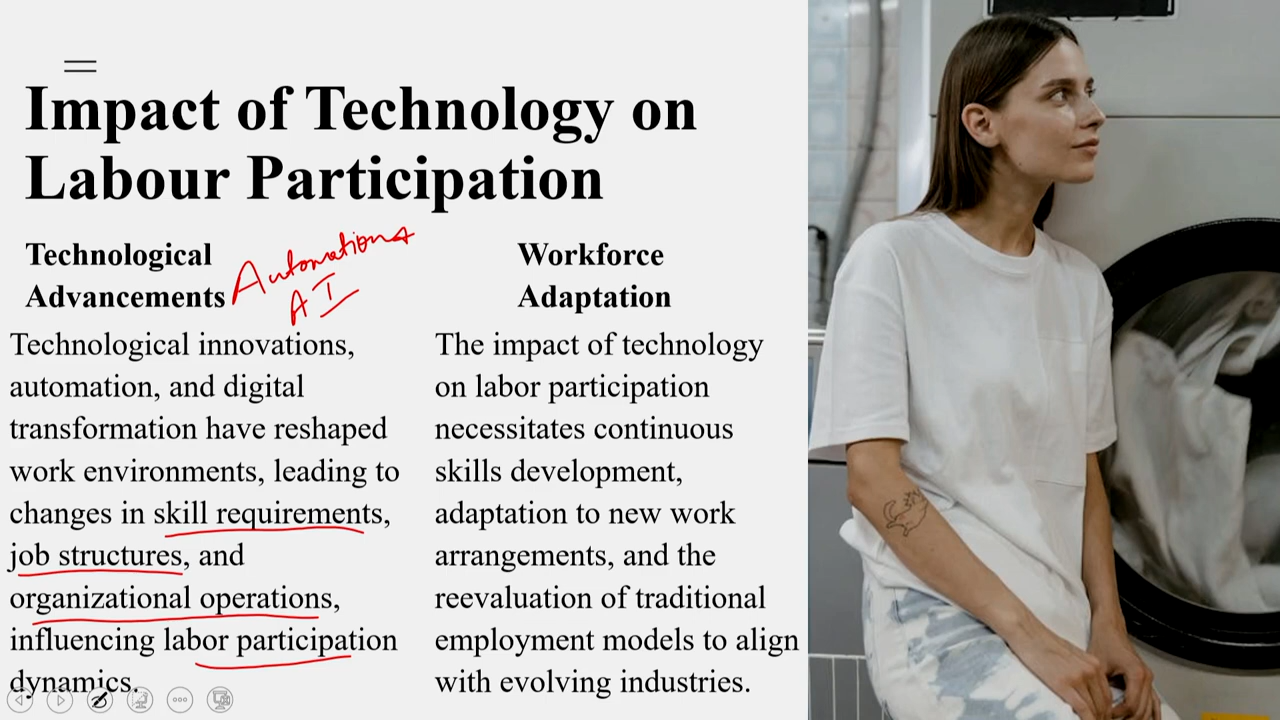 Impact of Technology on
Labour Participation
Technological
Advancements
Automation
AI
Technological innovations,
automation, and digital
transformation have reshaped
work environments, leading to
changes in skill requirements,
job structures, and
organizational operations,
influencing labor participation
dynamics.
Workforce
Adaptation
The impact of technology
on labor participation
necessitates continuous
skills development,
adaptation to new work
arrangements, and the
reevaluation of traditional
employment models to align
with evolving industries.